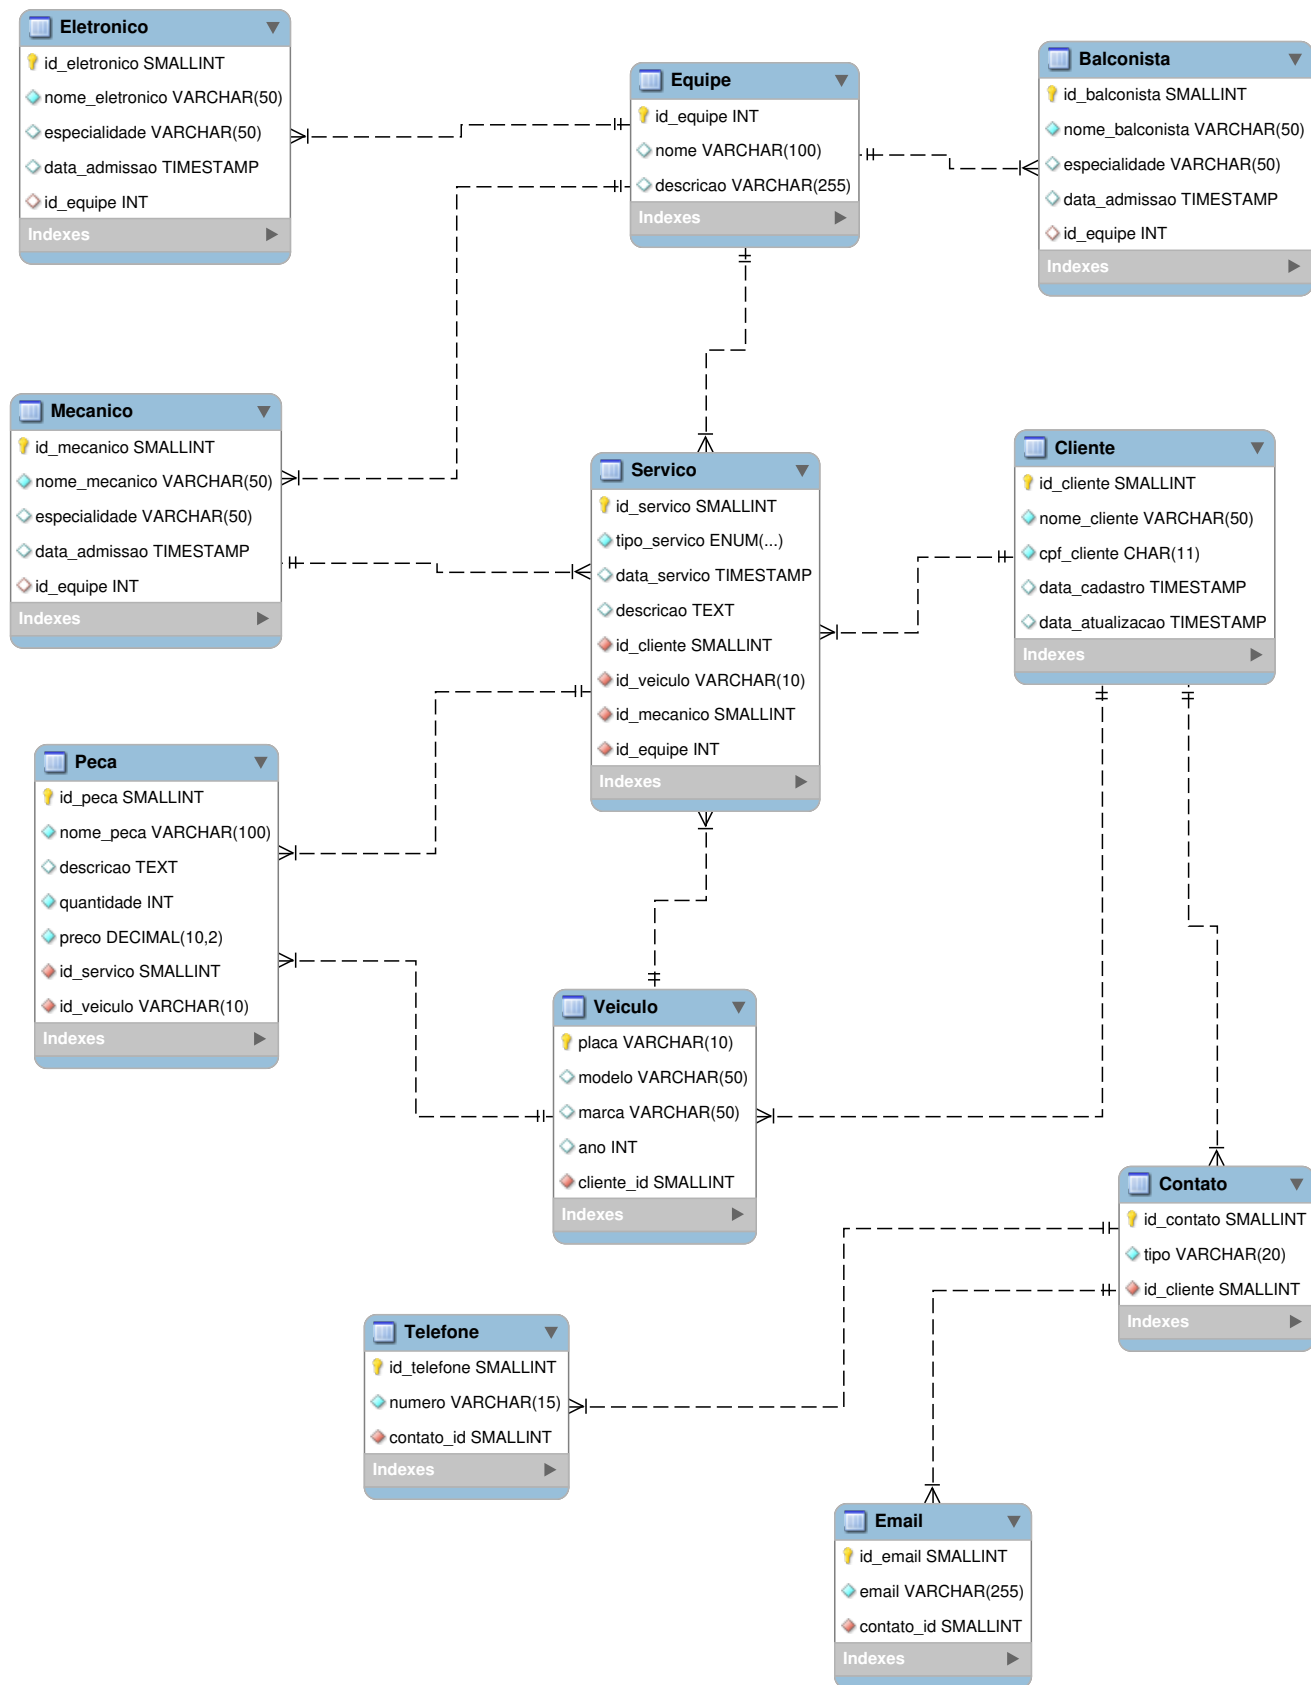 Eletronico
id_eletronico SMALLINT
nome_eletronico VARCHAR(50)
especialidade VARCHAR(50)
data_admissao TIMESTAMP
id_equipe INT
Indexes
Equipe
id_equipe INT
nome VARCHAR(100)
descricao VARCHAR(255)
Indexes
Balconista
id_balconista SMALLINT
nome_balconista VARCHAR(50)
especialidade VARCHAR(50)
data_admissao TIMESTAMP
id_equipe INT
Indexes
Mecanico
id_mecanico SMALLINT
nome_mecanico VARCHAR(50)
especialidade VARCHAR(50)
data_admissao TIMESTAMP
id_equipe INT
Indexes
Servico
id_servico SMALLINT
tipo_servico ENUM(...)
data_servico TIMESTAMP
descricao TEXT
id_cliente SMALLINT
id_veiculo VARCHAR(10)
id_mecanico SMALLINT
id_equipe INT
Indexes
Cliente
id_cliente SMALLINT
nome_cliente VARCHAR(50)
cpf_cliente CHAR(11)
data_cadastro TIMESTAMP
data_atualizacao TIMESTAMP
Indexes
Peca
id_peca SMALLINT
nome_peca VARCHAR(100)
descricao TEXT
quantidade INT
preco DECIMAL(10,2)
id_servico SMALLINT
id_veiculo VARCHAR(10)
Indexes
Veiculo
placa VARCHAR(10)
modelo VARCHAR(50)
marca VARCHAR(50)
ano INT
cliente_id SMALLINT
Indexes
Contato
id_contato SMALLINT
tipo VARCHAR(20)
id_cliente SMALLINT
Indexes
Telefone
id_telefone SMALLINT
numero VARCHAR(15)
contato_id SMALLINT
Indexes
Email
id_email SMALLINT
email VARCHAR(255)
contato_id SMALLINT
Indexes